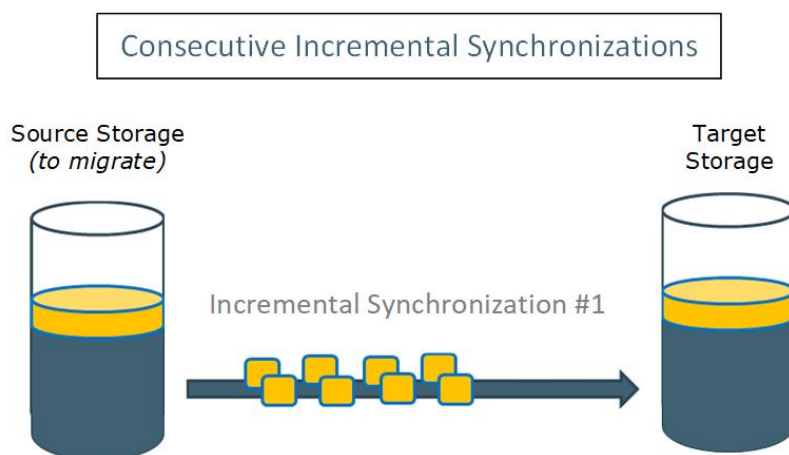 Consecutive Incremental Synchronizations
Source Storage
(to migrate)
Target
Storage
Incremental Synchronization #1